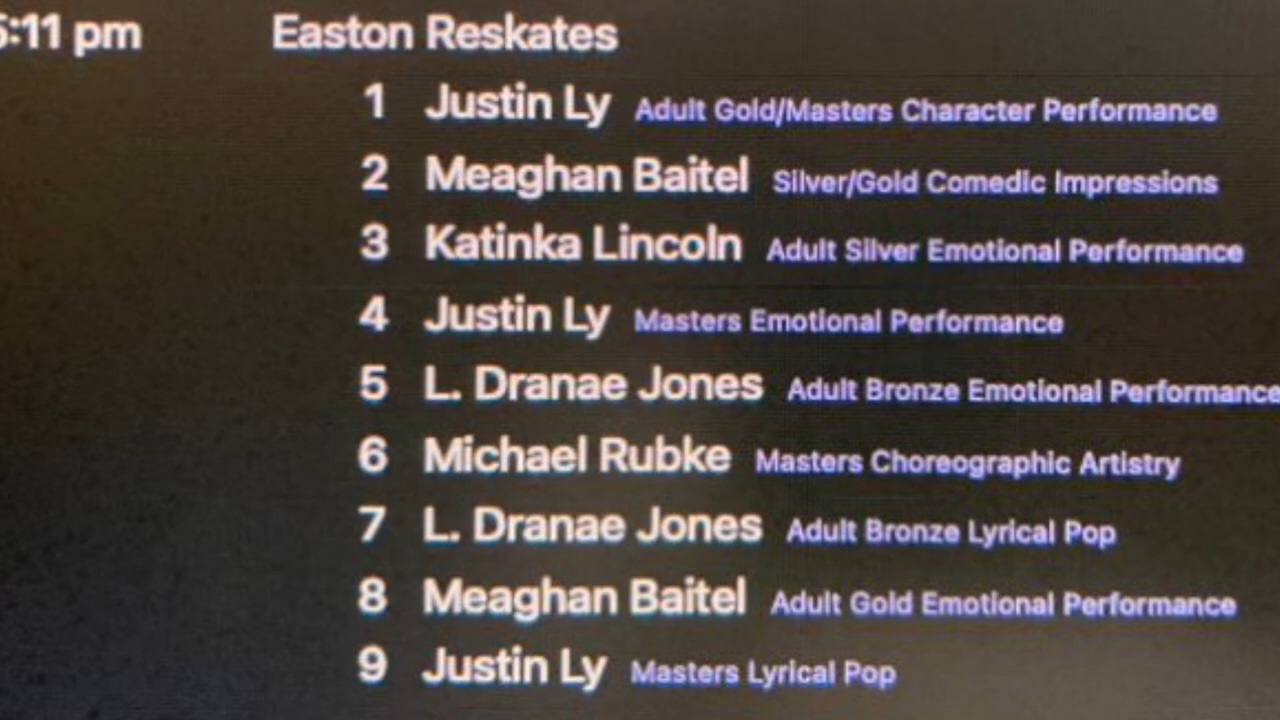 5:11 pm Easton Reskates
1 Justin Ly Adult Gold/Masters Character Performance
2 Meaghan Baitel Silver/Gold Comedic Impressions
3 Katinka Lincoln Adult Silver Emotional Performance
4 Justin Ly Masters Emotional Performance
5 L. Dranae Jones Adult Bronze Emotional Performance
6 Michael Rubke Masters Choreographic Artistry
7 L. Dranae Jones Adult Bronze Lyrical Pop
8 Meaghan Baitel Adult Gold Emotional Performance
9 Justin Ly Masters Lyrical Pop